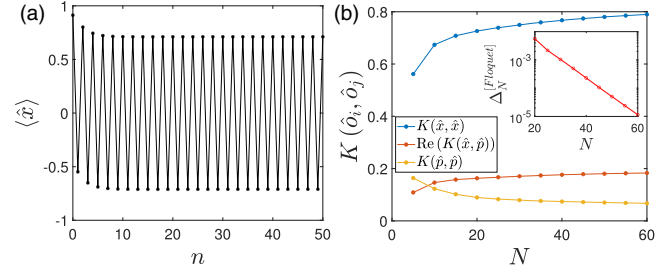 (a)
1
0.5
0
-0.5
-1
⟨x̂⟩
0 10 20 30 40 50
n
(b)
0.8
0.6
0.4
0.2
0
K (ô_i, ô_j)
K(x̂, x̂)
Re (K(x̂, p̂))
K(p̂, p̂)
0 20 40 60
N
Δ_N^[Floquet]
10^-3
10^-5
20 40 60
N